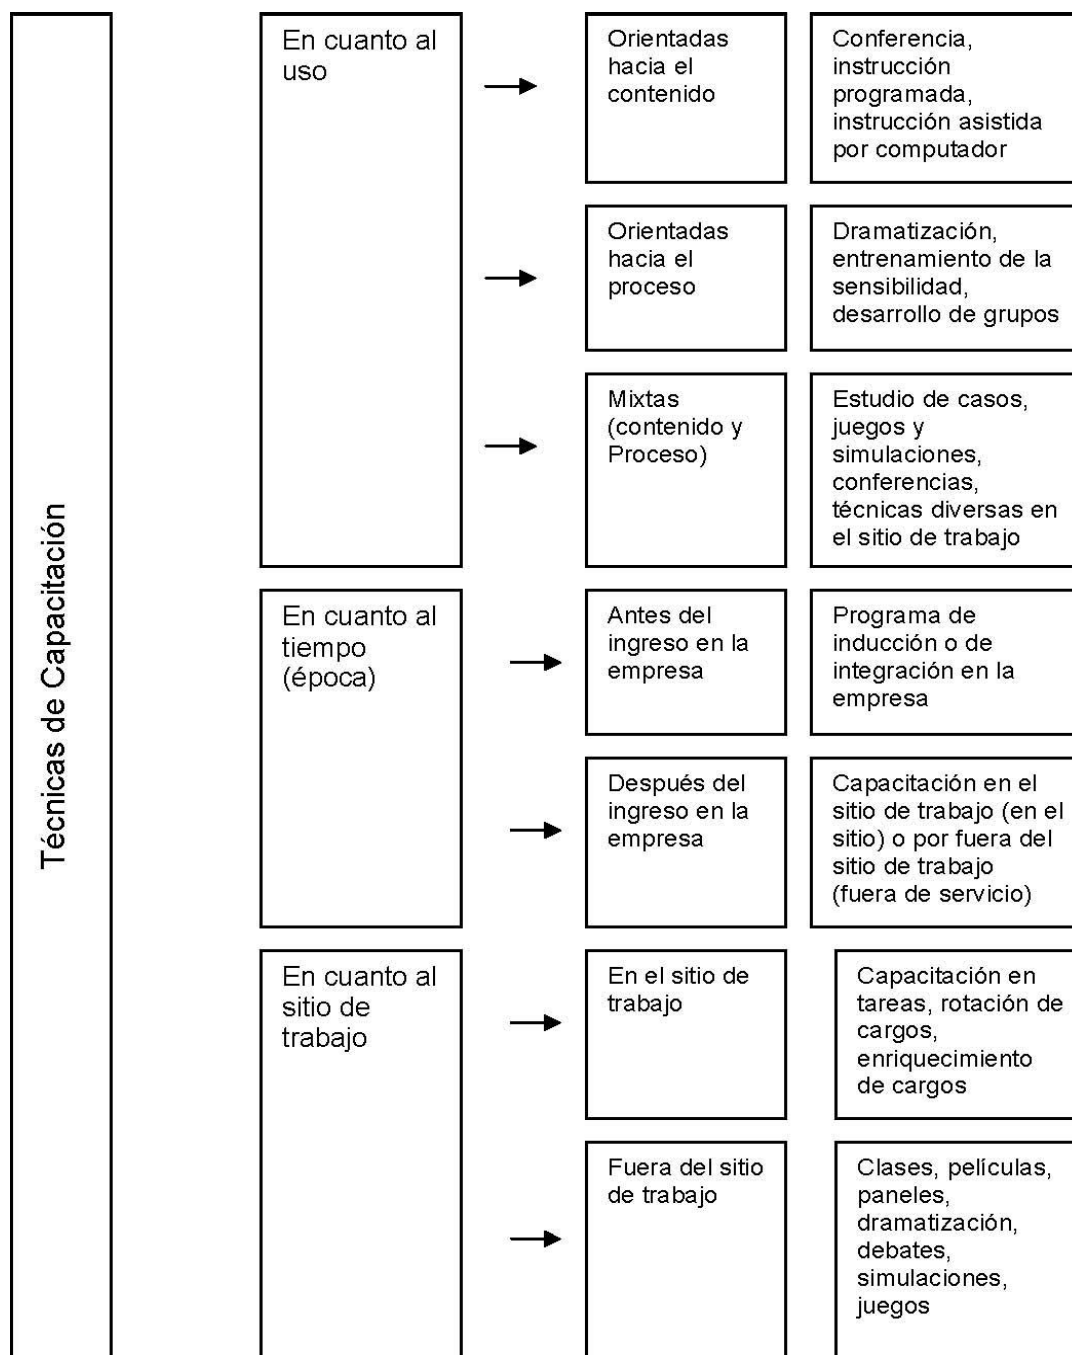 Técnicas de Capacitación
En cuanto al
uso
Orientadas
hacia el
contenido
Conferencia,
instrucción
programada,
instrucción asistida
por computador
Orientadas
hacia el
proceso
Dramatización,
entrenamiento de la
sensibilidad,
desarrollo de grupos
Mixtas
(contenido y
Proceso)
Estudio de casos,
juegos y
simulaciones,
conferencias,
técnicas diversas en
el sitio de trabajo
En cuanto al
tiempo
(época)
Antes del
ingreso en la
empresa
Programa de
inducción o de
integración en la
empresa
Después del
ingreso en la
empresa
Capacitación en el
sitio de trabajo (en el
sitio) o por fuera del
sitio de trabajo
(fuera de servicio)
En cuanto al
sitio de
trabajo
En el sitio de
trabajo
Capacitación en
tareas, rotación de
cargos,
enriquecimiento
de cargos
Fuera del sitio
de trabajo
Clases, películas,
paneles,
dramatización,
debates,
simulaciones,
juegos